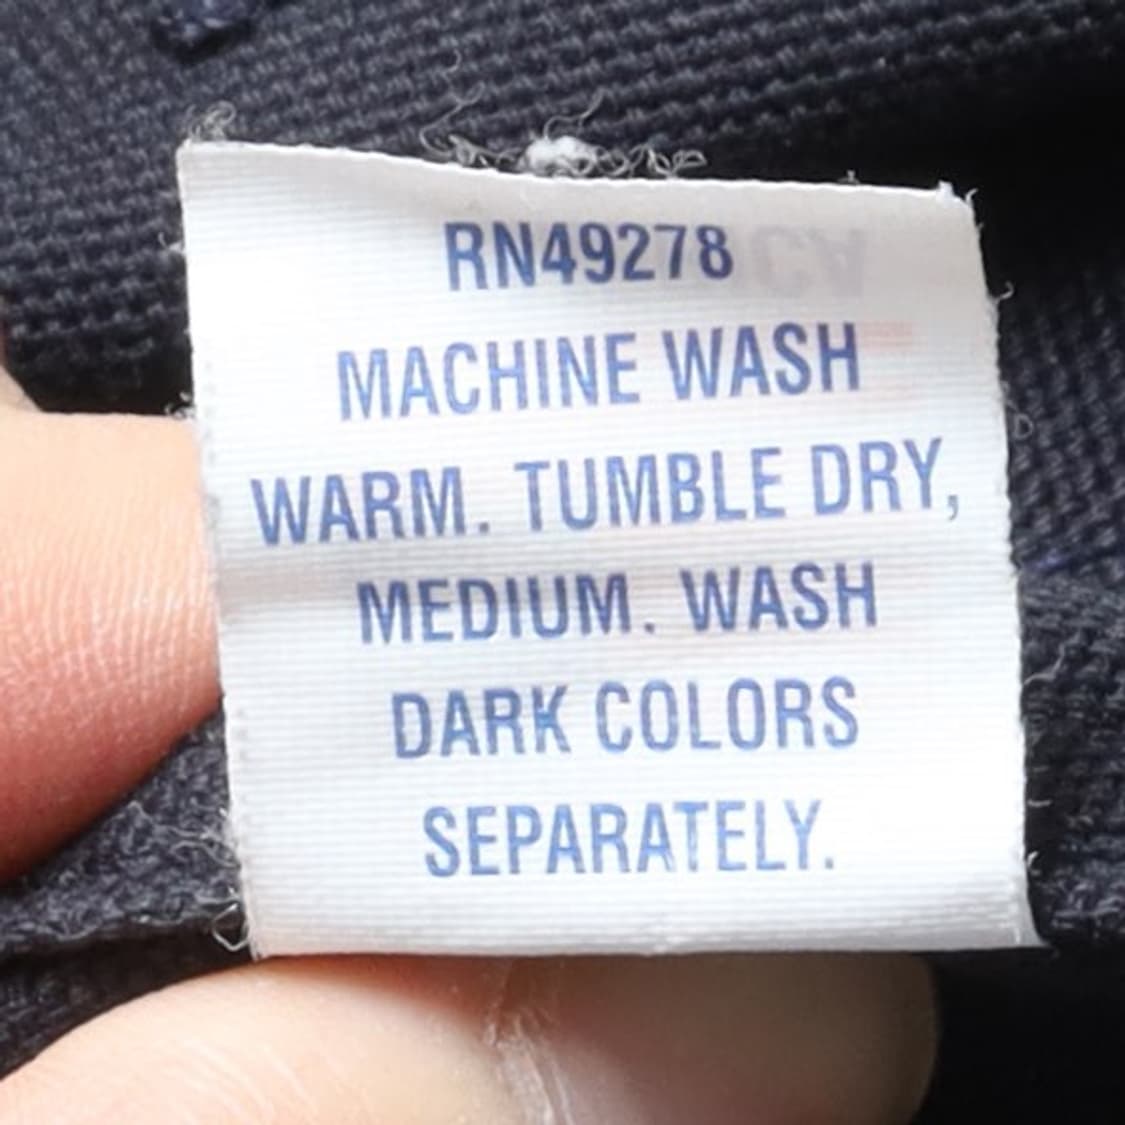 RN49278
MACHINE WASH
WARM. TUMBLE DRY,
MEDIUM. WASH
DARK COLORS
SEPARATELY.